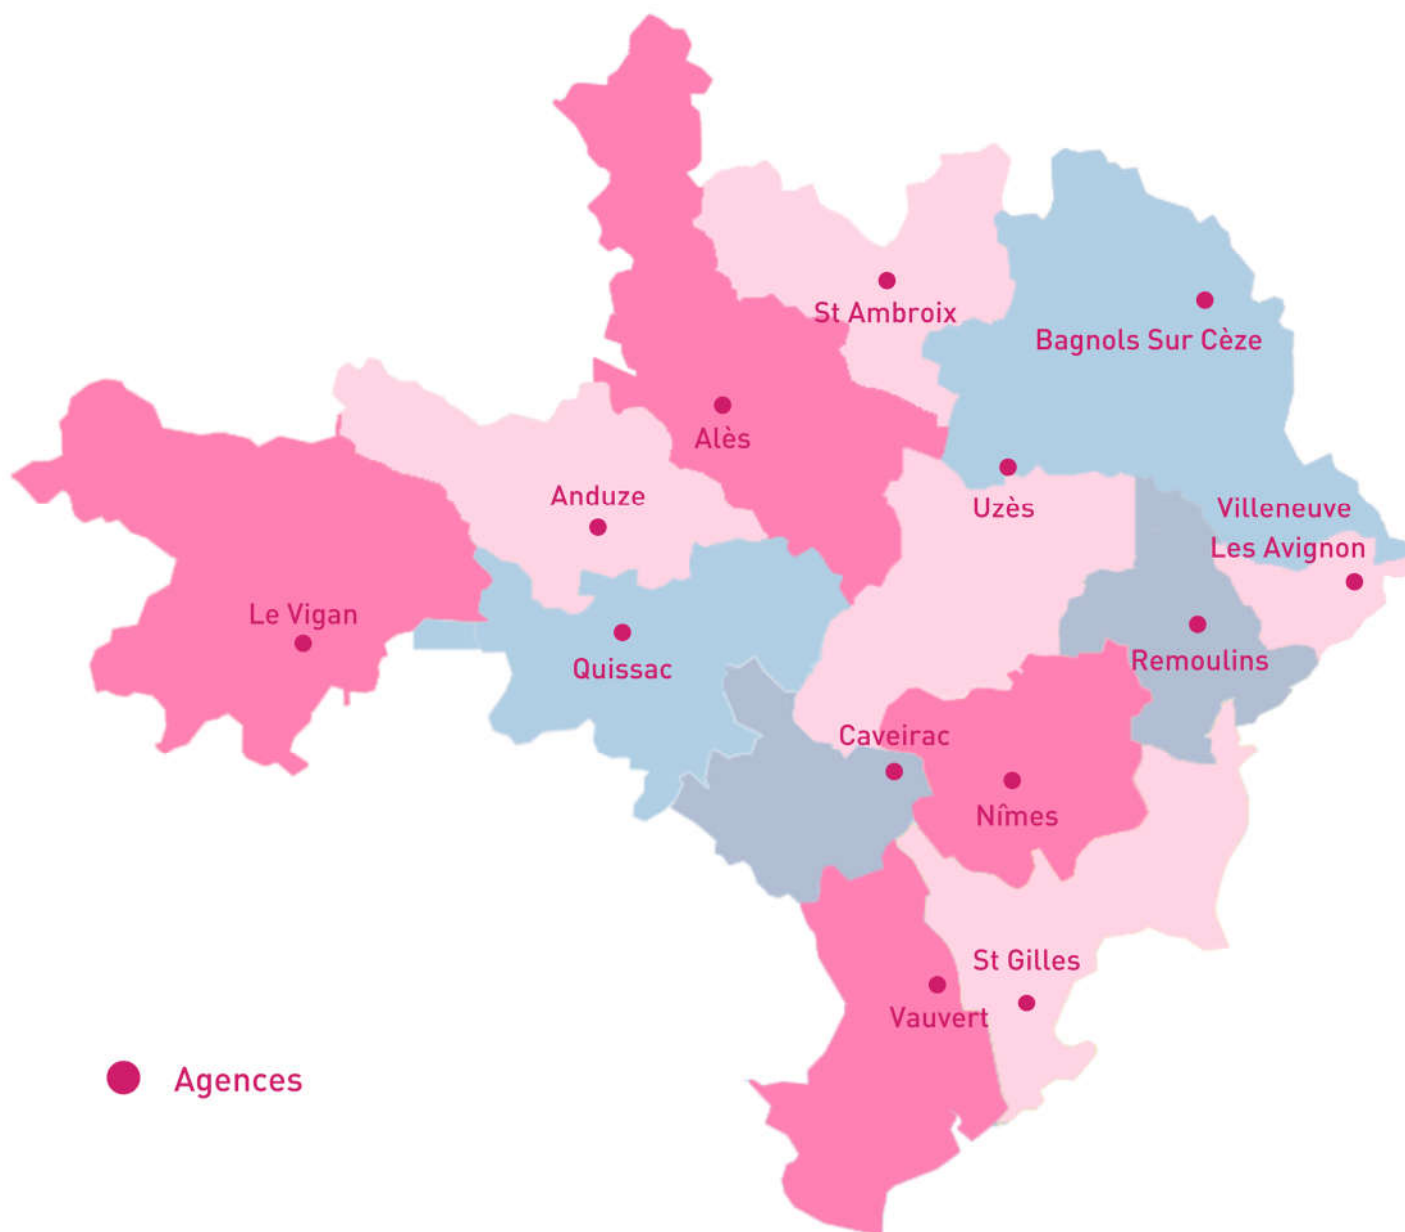 St Ambroix
Bagnols Sur Cèze
Alès
Anduze
Uzès
Villeneuve
Les Avignon
Le Vigan
Quissac
Remoulins
Caveirac
Nîmes
St Gilles
Vauvert
Agences